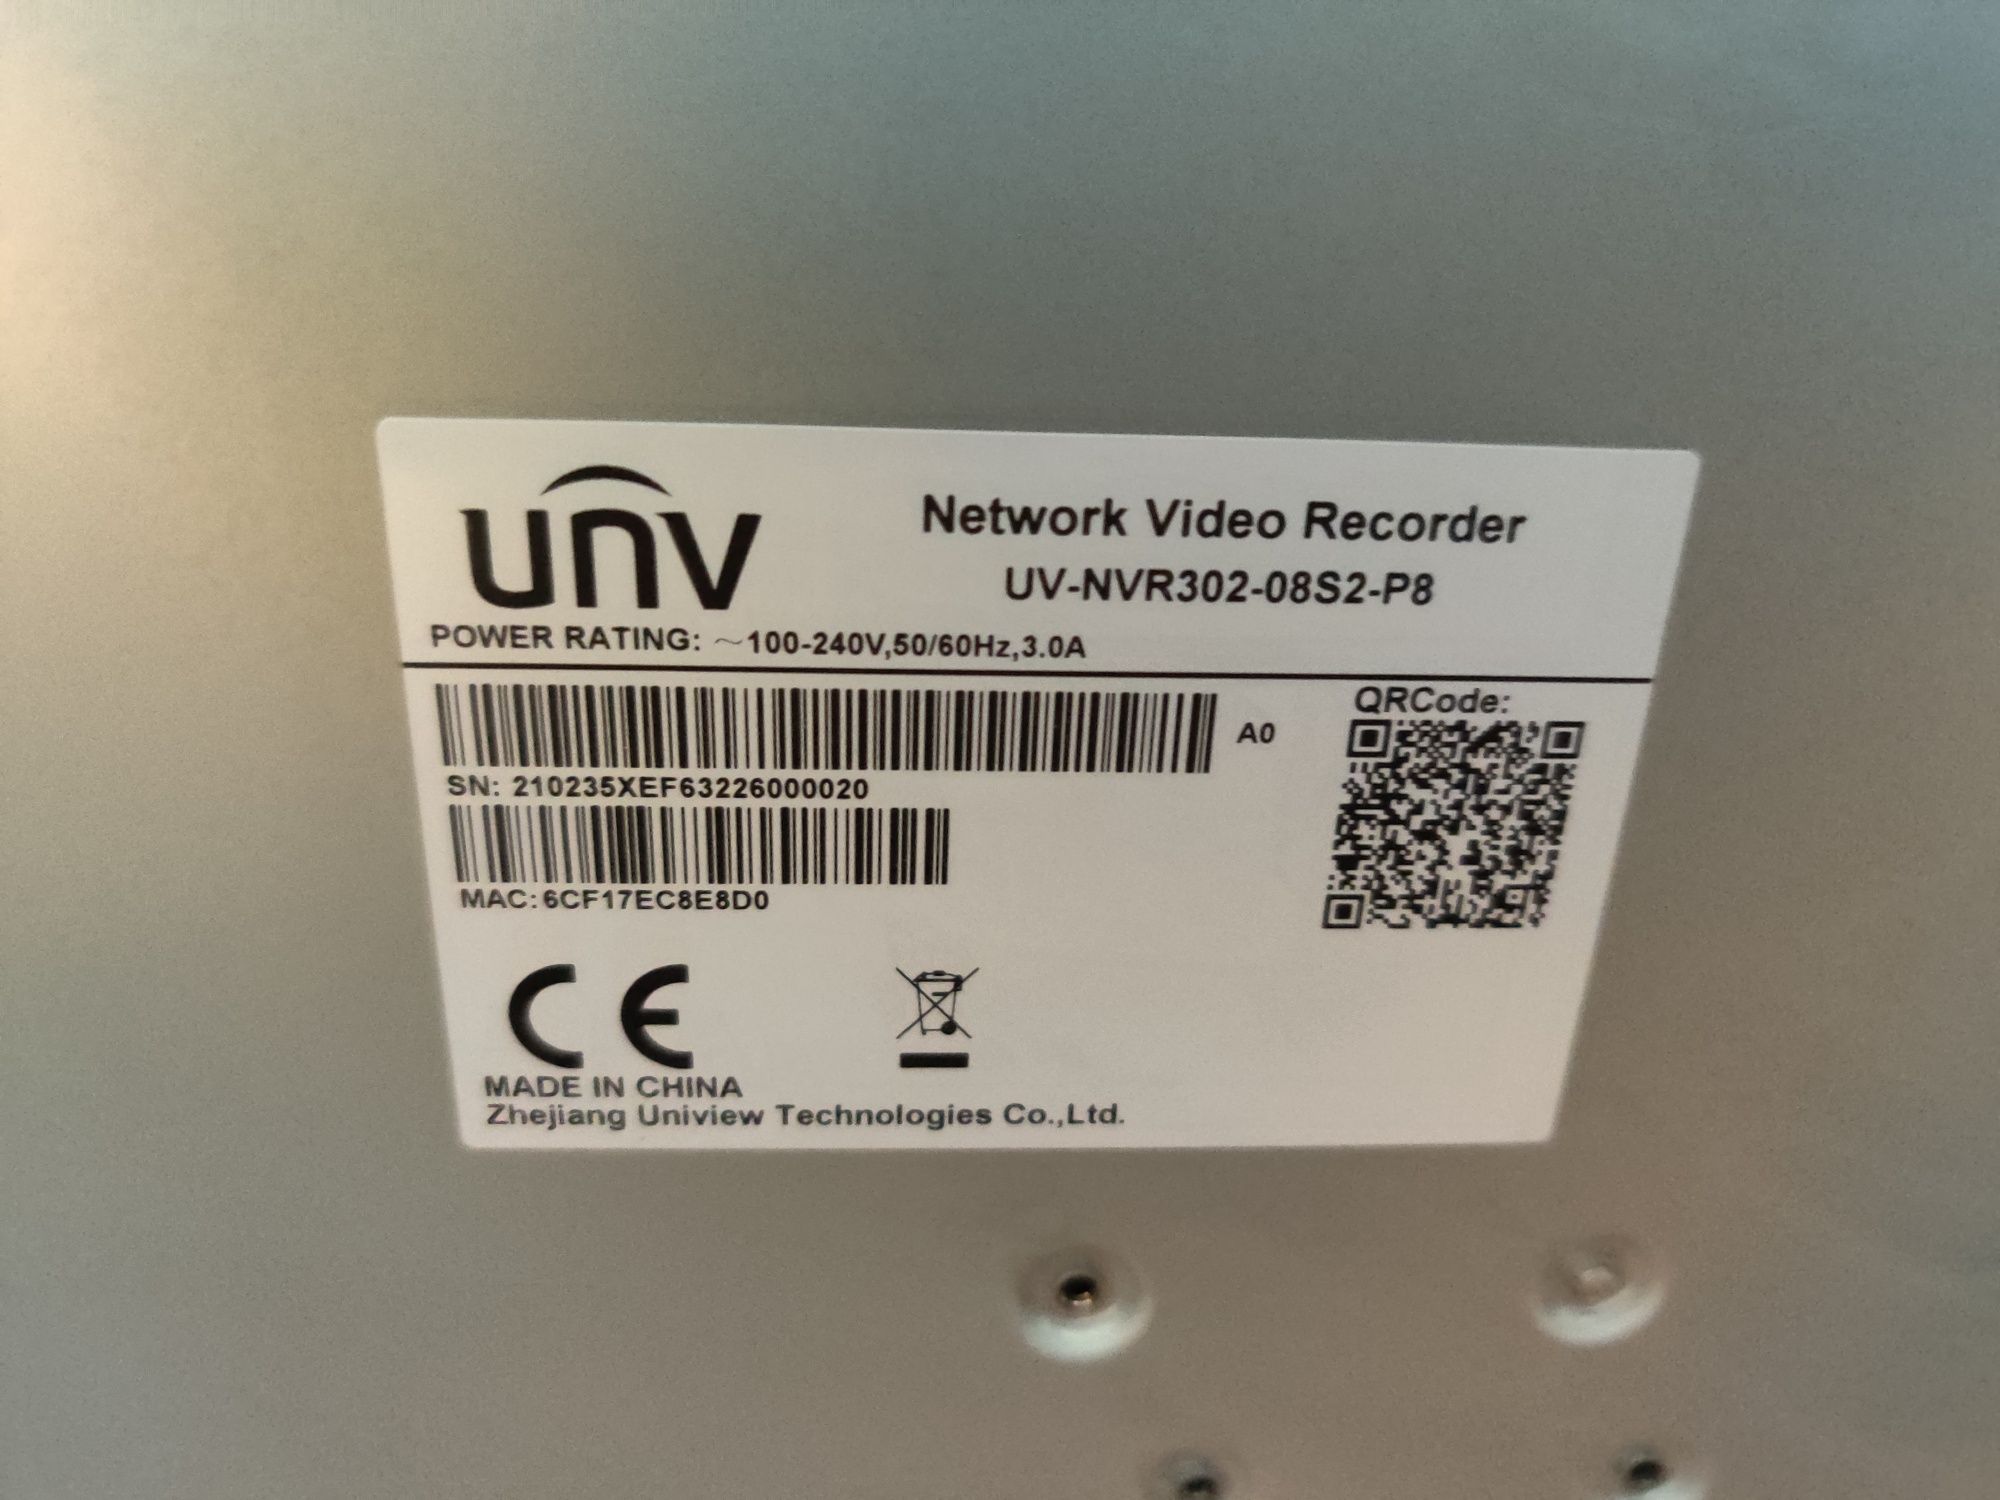 unv
Network Video Recorder
UV-NVR302-08S2-P8
POWER RATING: ~100-240V,50/60Hz,3.0A
A0
QRCode:
SN: 210235XEF63226000020
MAC:6CF17EC8E8D0
CE
MADE IN CHINA
Zhejiang Uniview Technologies Co.,Ltd.